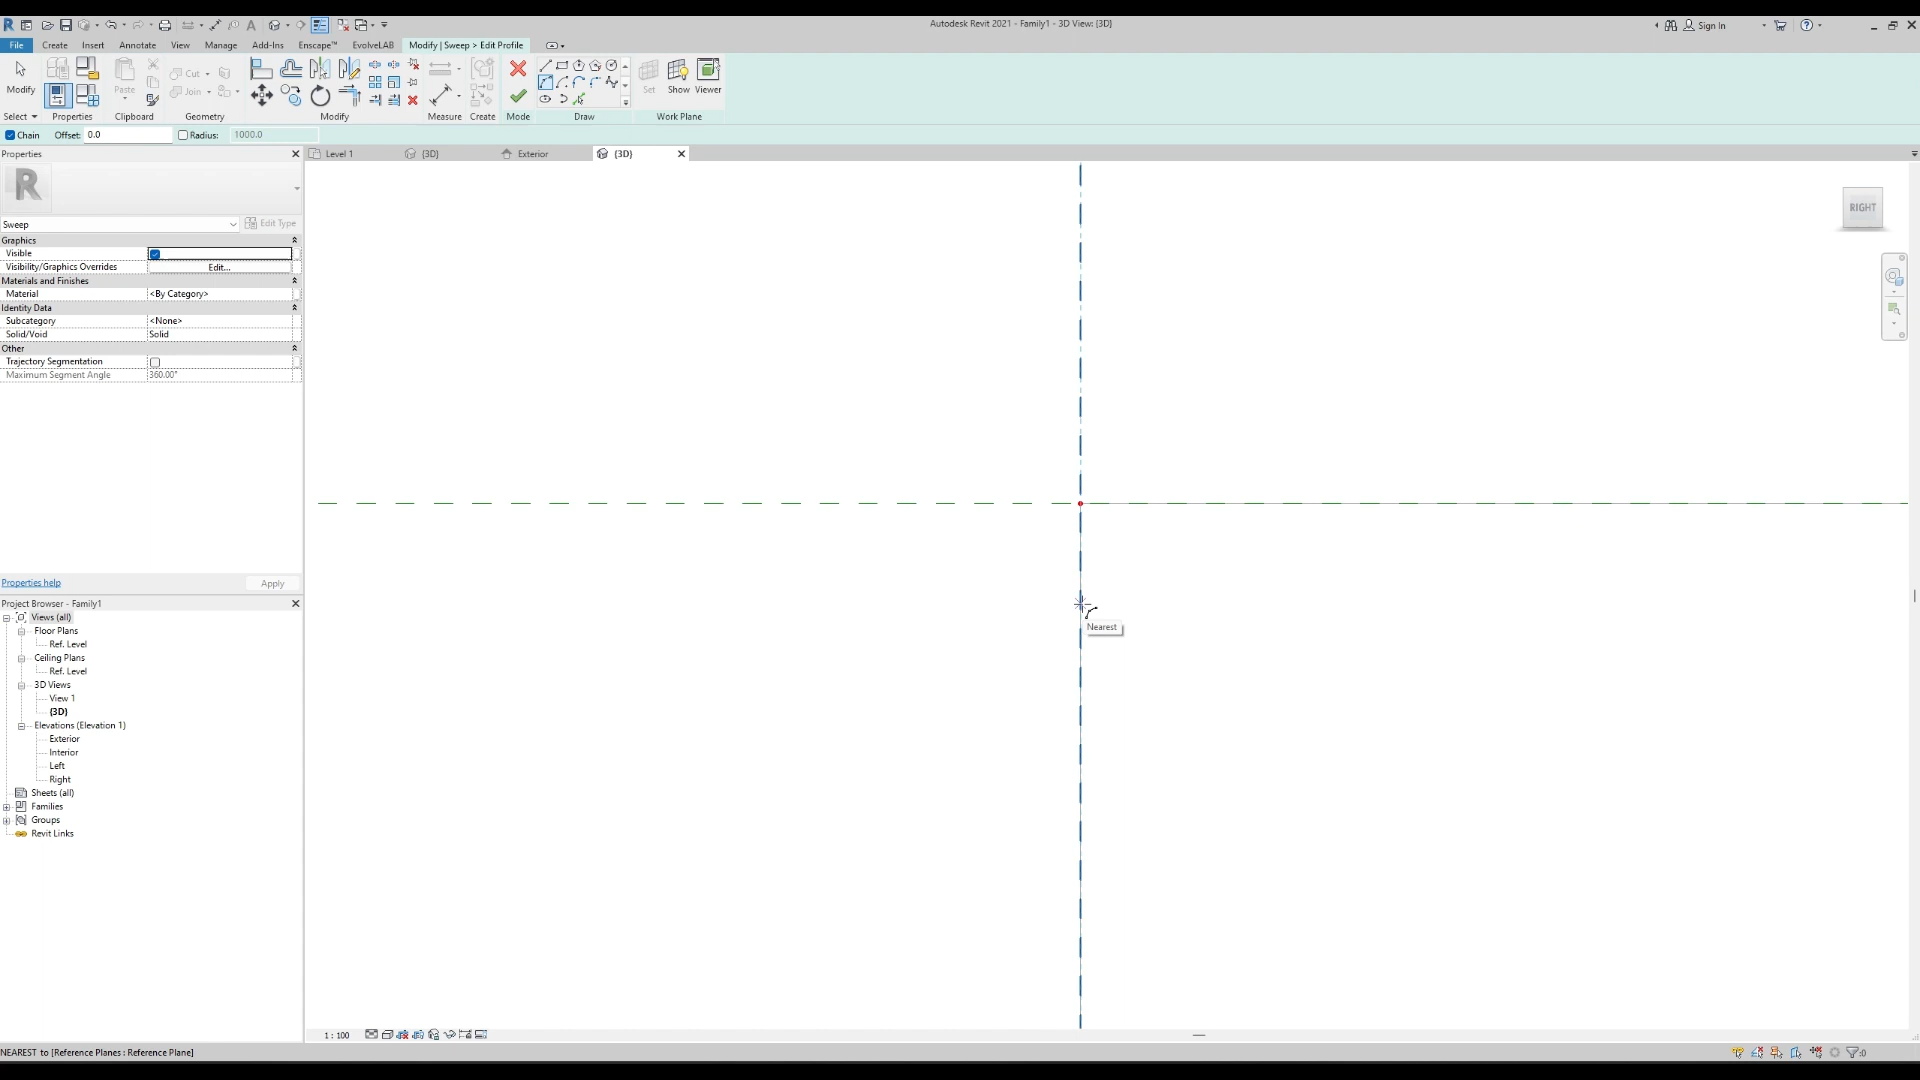 Autodesk Revit 2021 - Family1 - 3D View: {3D}
Sign In
File Create Insert Annotate View Manage Add-Ins Enscape™ EvolveLAB Modify | Sweep > Edit Profile
Modify
Paste
Cut
Join
Set Show Viewer
Select Properties Clipboard Geometry Modify Measure Create Mode Draw Work Plane
Chain Offset: 0.0 Radius: 1000.0
Properties
Level 1 {3D} Exterior {3D}
RIGHT
R
Sweep Edit Type
Graphics
Visible
Visibility/Graphics Overrides Edit...
Materials and Finishes
Material <By Category>
Identity Data
Subcategory <None>
Solid/Void Solid
Other
Trajectory Segmentation
Maximum Segment Angle 360.00°
Properties help Apply
Project Browser - Family1
Views (all)
Floor Plans
Ref. Level
Ceiling Plans
Ref. Level
3D Views
View 1
{3D}
Elevations (Elevation 1)
Exterior
Interior
Left
Right
Sheets (all)
Families
Groups
Revit Links
Nearest
1 : 100
NEAREST to [Reference Planes : Reference Plane]
:0